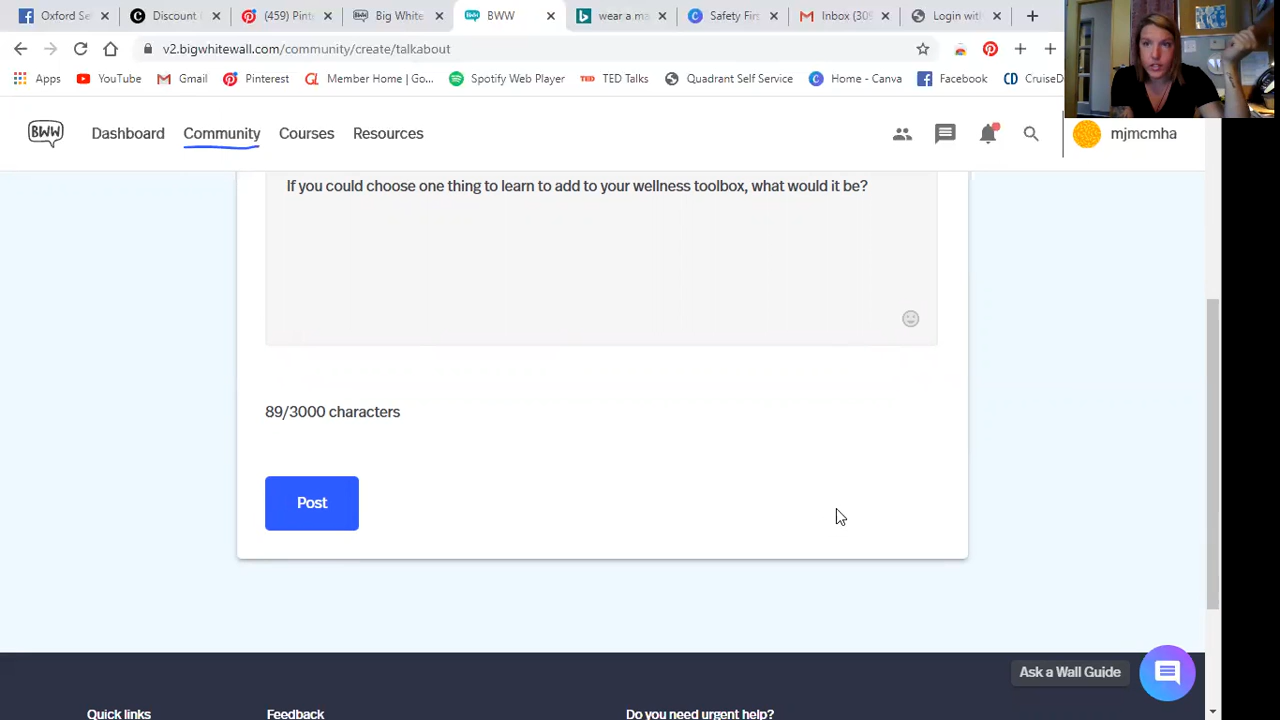 Oxford Se
Discount
(459) Pint
Big White
BWW
wear a ma
Safety Firs
Inbox (309
Login with
v2.bigwhitewall.com/community/create/talkabout
Apps
YouTube
Gmail
Pinterest
Member Home | Go...
Spotify Web Player
TED Talks
Quadrant Self Service
Home - Canva
Facebook
CruiseD
BWW
Dashboard
Community
Courses
Resources
mjmcmha
If you could choose one thing to learn to add to your wellness toolbox, what would it be?
89/3000 characters
Post
Ask a Wall Guide
Quick links
Feedback
Do you need urgent help?